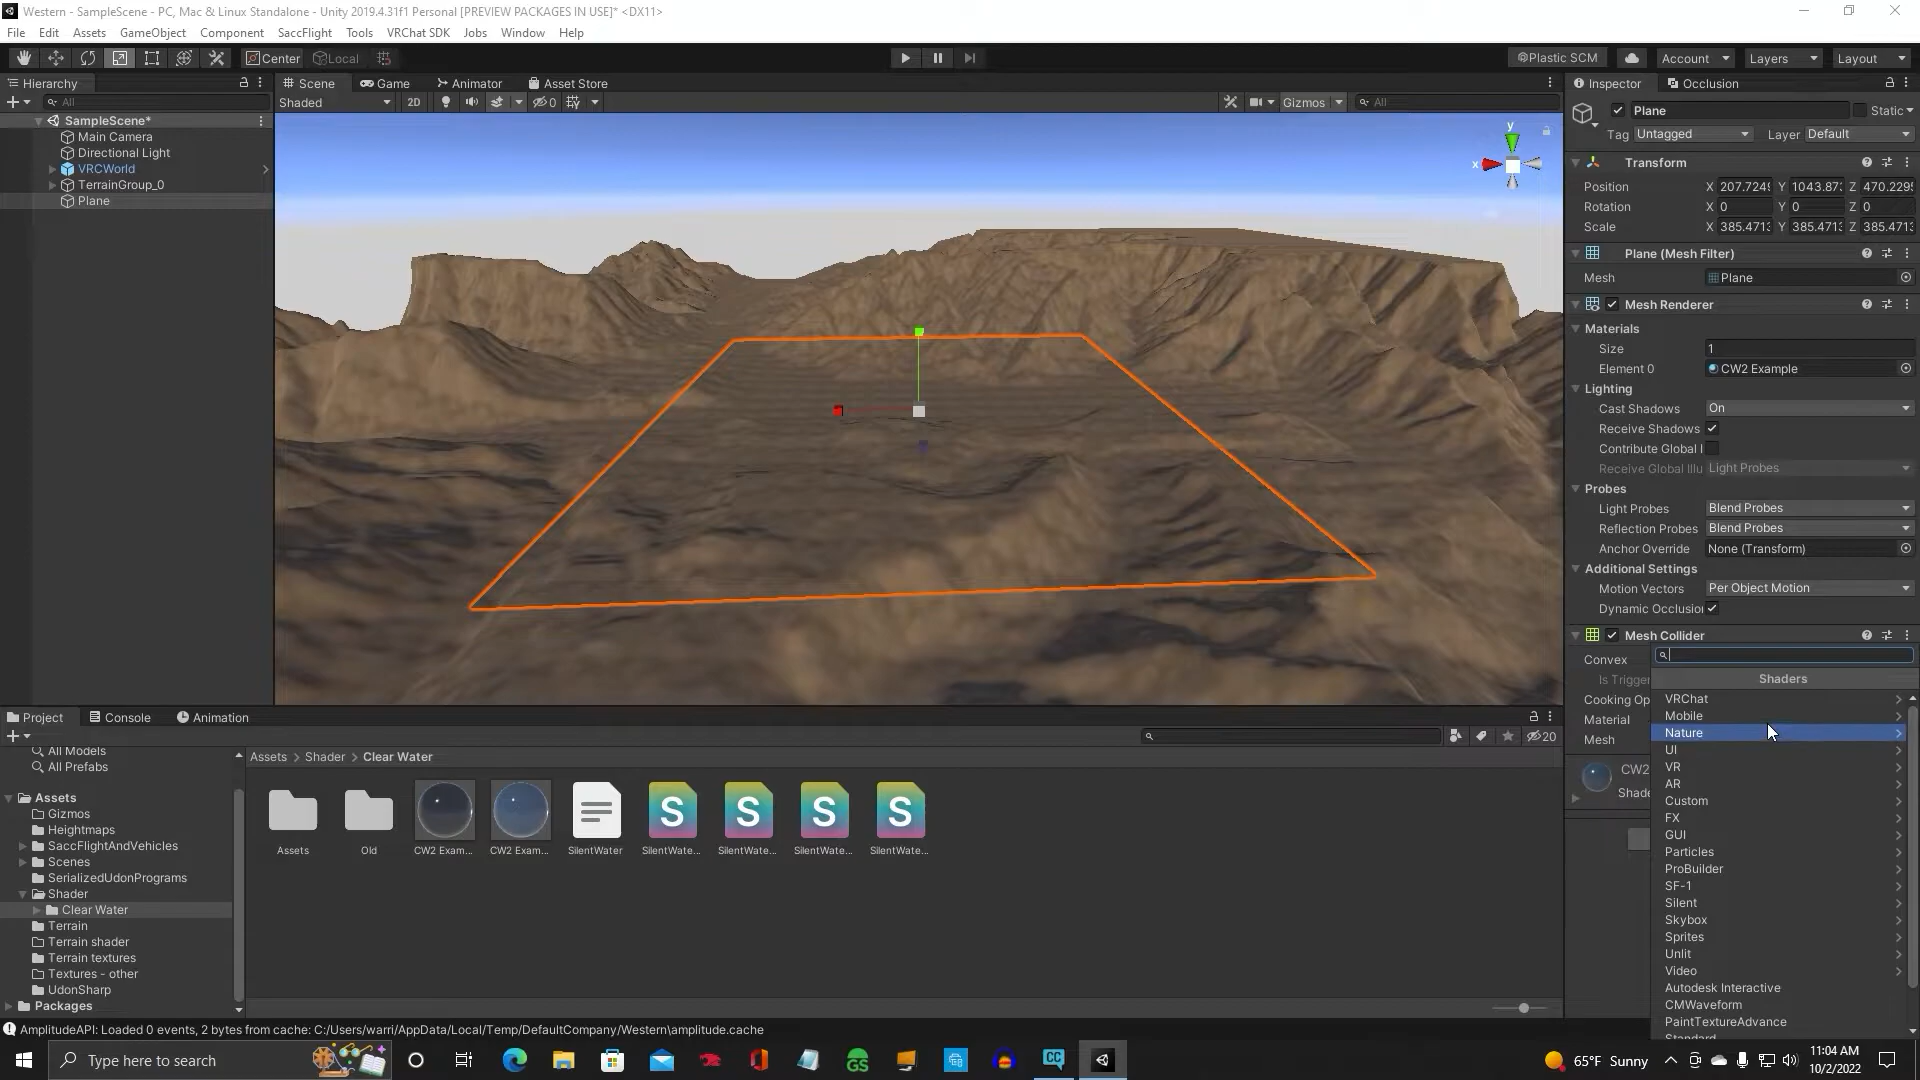 Western - SampleScene - PC, Mac & Linux Standalone - Unity 2019.4.31f1 Personal [PREVIEW PACKAGES IN USE]* <DX11>
File Edit Assets GameObject Component SaccFlight Tools Jobs VRChat SDK Window Help
Center Local Plastic SCM Account Layers Layout
Hierarchy
All
SampleScene*
Main Camera
Directional Light
VRCWorld
TerrainGroup_0
Plane
Scene Game Animator Asset Store
Shaded 2D 0 Gizmos All
y
x
Inspector Occlusion
Plane Static
Tag Untagged Layer Default
Transform
Position X 207.7249 Y 1043.873 Z 470.2295
Rotation X 0 Y 0 Z 0
Scale X 385.4713 Y 385.4713 Z 385.4713
Plane (Mesh Filter)
Mesh Plane
Mesh Renderer
Materials
Size 1
Element 0 CW2 Example
Lighting
Cast Shadows On
Receive Shadows
Contribute Global I
Receive Global Illu Light Probes
Probes
Light Probes Blend Probes
Reflection Probes Blend Probes
Anchor Override None (Transform)
Additional Settings
Motion Vectors Per Object Motion
Dynamic Occlusion
Mesh Collider
Convex
Is Trigger
Cooking Op
Material
Mesh
CW2
Shade
Shaders
VRChat
Mobile
Nature
UI
VR
AR
Custom
FX
GUI
Particles
ProBuilder
SF-1
Silent
Skybox
Sprites
Unlit
Video
Autodesk Interactive
CMWaveform
PaintTextureAdvance
Standard
Project Console Animation
20
All Models
All Prefabs
Assets
Gizmos
Heightmaps
SaccFlightAndVehicles
Scenes
SerializedUdonPrograms
Shader
Clear Water
Terrain
Terrain shader
Terrain textures
Textures - other
UdonSharp
Packages
Assets > Shader > Clear Water
Assets Old CW2 Exam... CW2 Exam... SilentWater SilentWate... SilentWate... SilentWate... SilentWate...
AmplitudeAPI: Loaded 0 events, 2 bytes from cache: C:/Users/warri/AppData/Local/Temp/DefaultCompany/Western\amplitude.cache
Type here to search
GS
CC
65°F Sunny
11:04 AM
10/2/2022